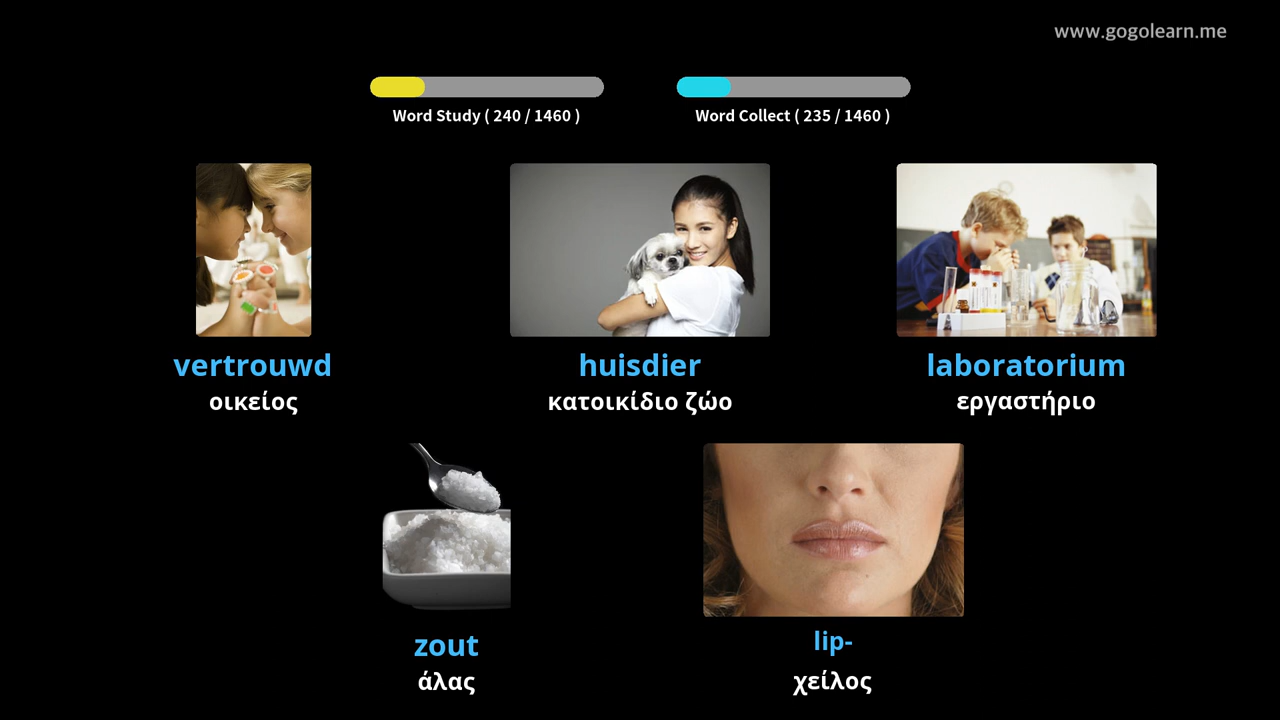 www.gogolearn.me
Word Study ( 240 / 1460 )
Word Collect ( 235 / 1460 )
vertrouwd
οικείος
huisdier
κατοικίδιο ζώο
laboratorium
εργαστήριο
zout
άλας
lip-
χείλος